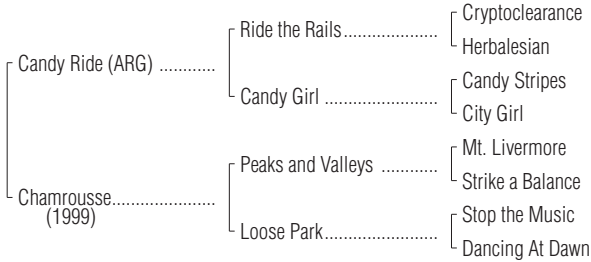 Cryptoclearance
Ride the Rails....................
Herbalesian
Candy Ride (ARG) ............
Candy Stripes
Candy Girl ........................
City Girl
Mt. Livermore
Peaks and Valleys ............
Strike a Balance
Chamrousse......................
(1999)
Stop the Music
Loose Park........................
Dancing At Dawn